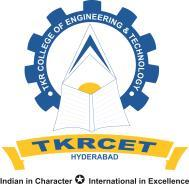 TKR COLLEGE OF ENGINEERING & TECHNOLOGY
TKRCET
HYDERABAD
Indian in Character ✪ International in Excellence